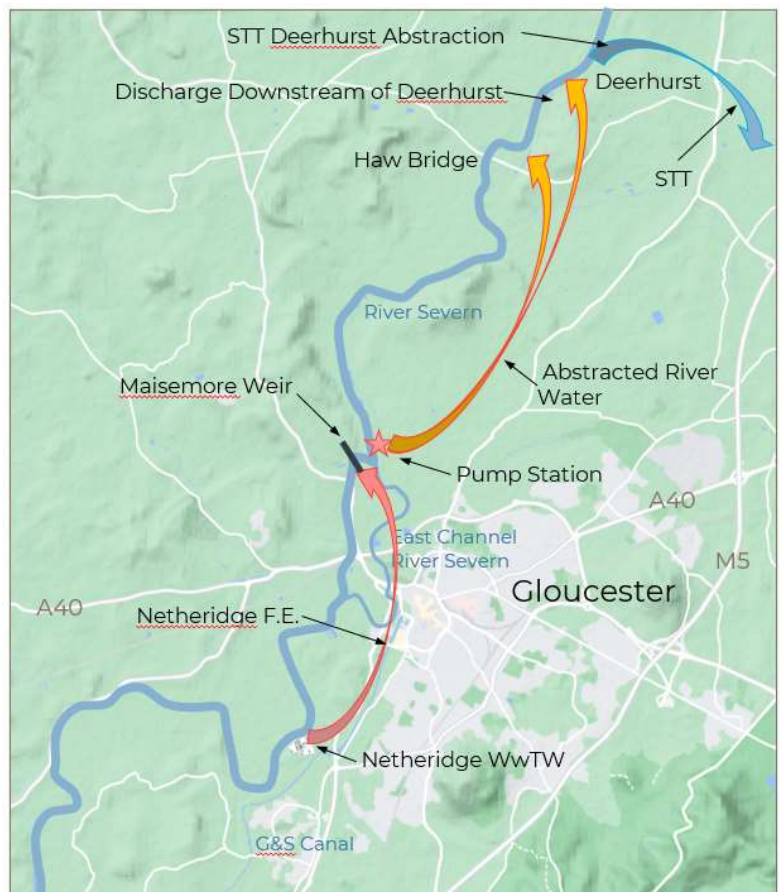 STT Deerhurst Abstraction
Discharge Downstream of Deerhurst
Deerhurst
Haw Bridge
STT
River Severn
Maisemore Weir
Abstracted River
Water
Pump Station
A40
East Channel
River Severn
M5
Gloucester
A40
Netheridge F.E.
Netheridge WwTW
G&S Canal